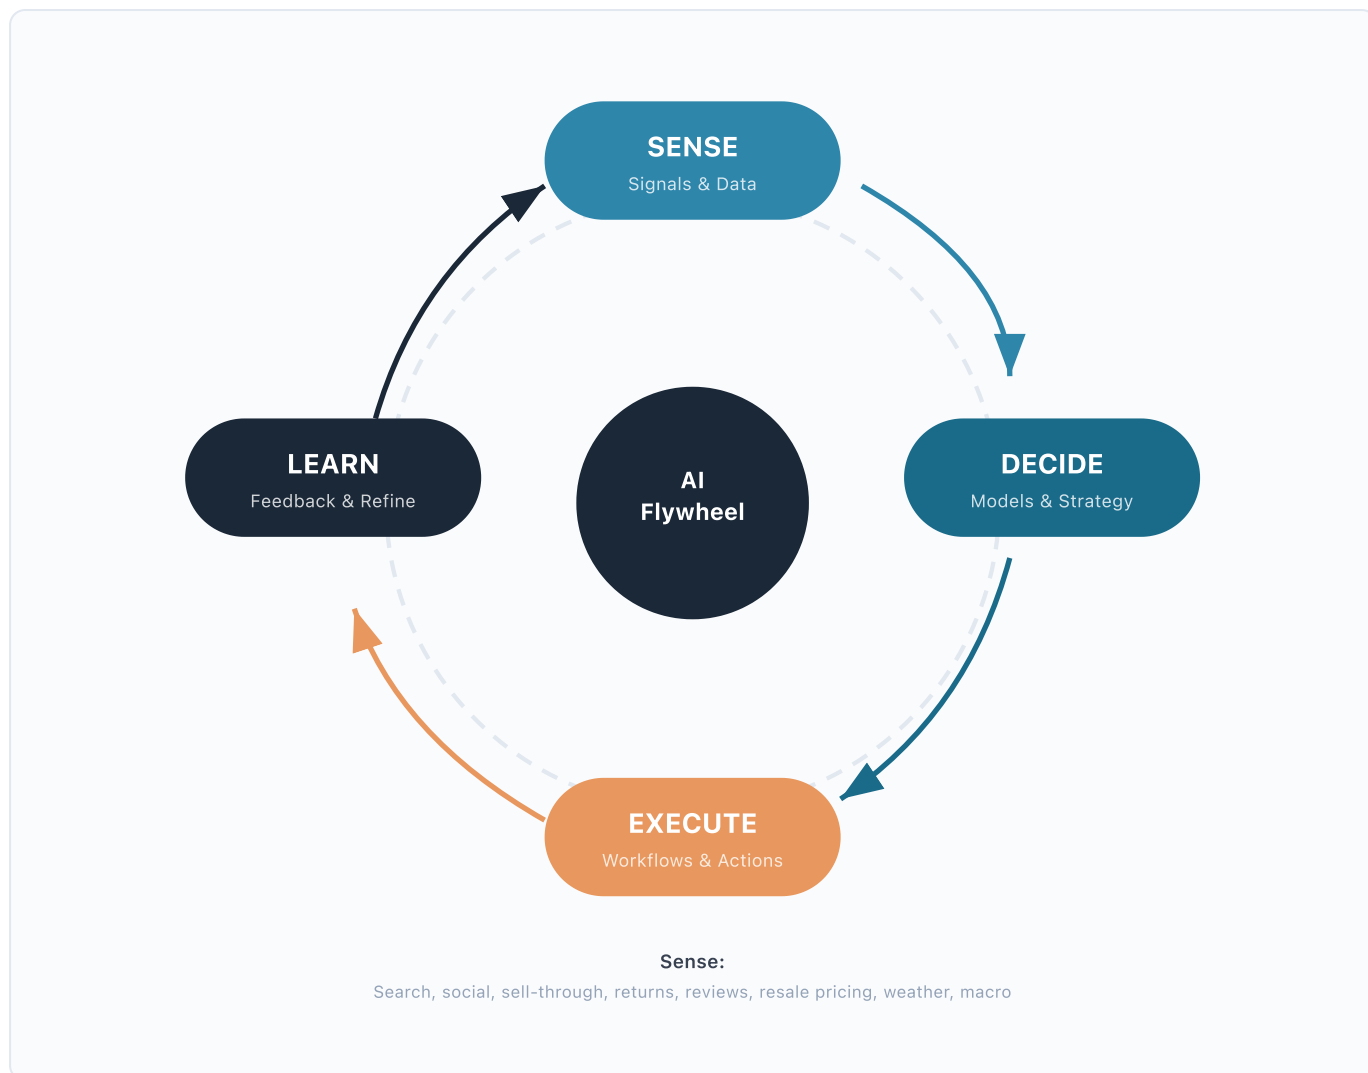 SENSE
Signals & Data
LEARN
Feedback & Refine
AI
Flywheel
DECIDE
Models & Strategy
EXECUTE
Workflows & Actions
Sense:
Search, social, sell-through, returns, reviews, resale pricing, weather, macro